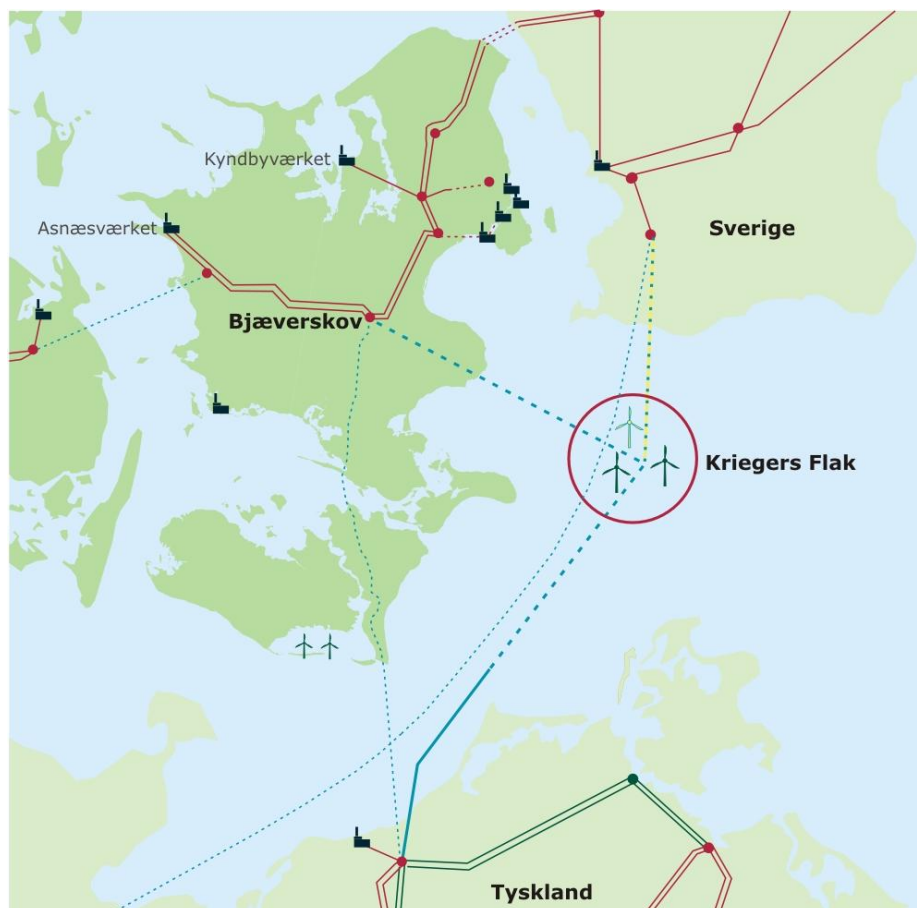 Kyndbyværket
Asnæsværket
Sverige
Bjæverskov
Kriegers Flak
Tyskland